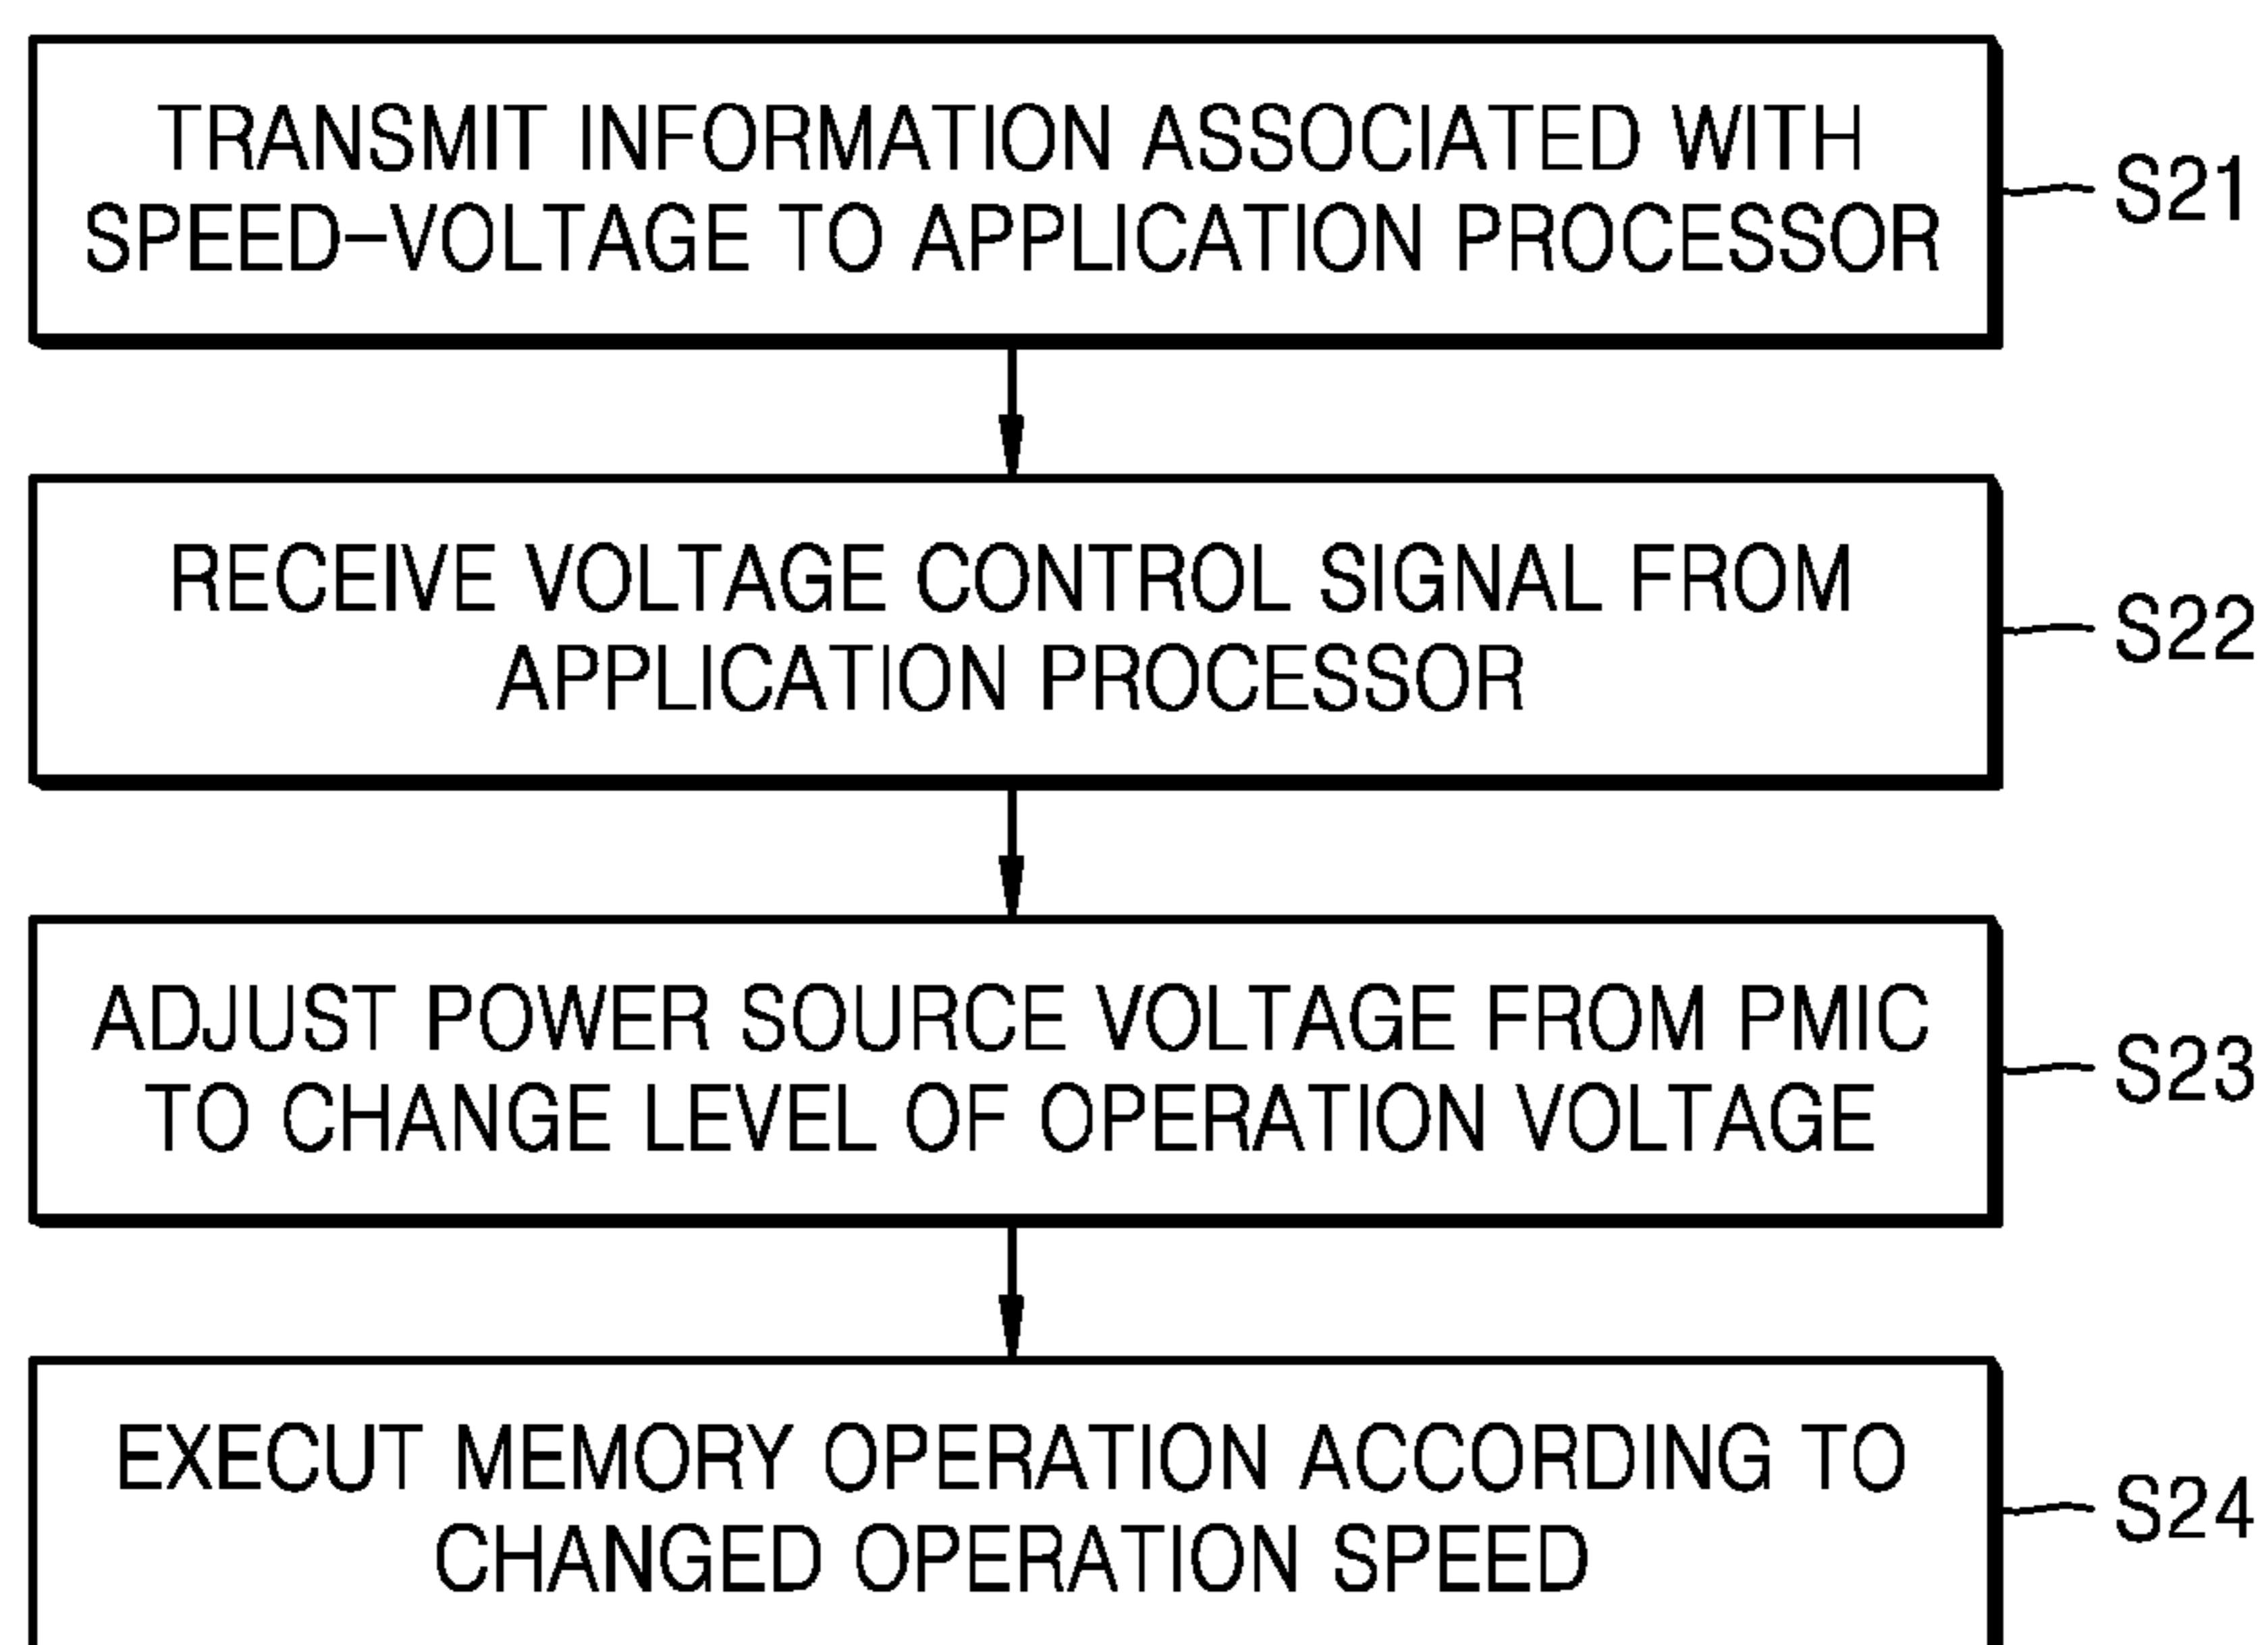 TRANSMIT INFORMATION ASSOCIATED WITH
SPEED-VOLTAGE TO APPLICATION PROCESSOR
S21
RECEIVE VOLTAGE CONTROL SIGNAL FROM
APPLICATION PROCESSOR
S22
ADJUST POWER SOURCE VOLTAGE FROM PMIC
TO CHANGE LEVEL OF OPERATION VOLTAGE
S23
EXECUT MEMORY OPERATION ACCORDING TO
CHANGED OPERATION SPEED
S24